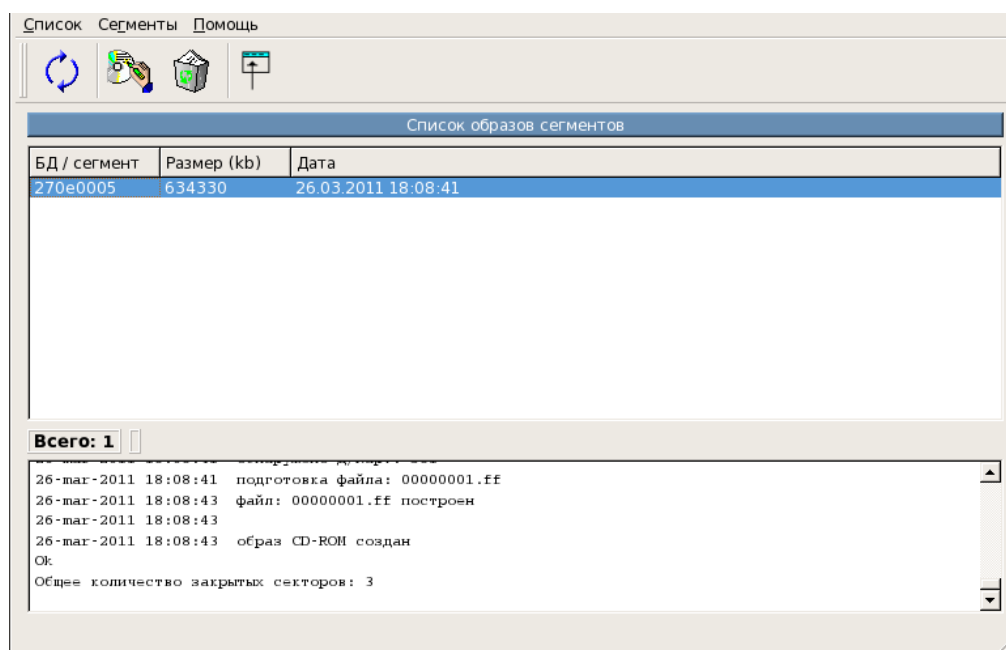 Список Сегменты Помощь
Список образов сегментов
БД / сегмент Размер (kb) Дата
270e0005 634330 26.03.2011 18:08:41
Всего: 1
26-mar-2011 18:08:41 подготовка файла: 00000001.ff
26-mar-2011 18:08:43 файл: 00000001.ff построен
26-mar-2011 18:08:43
26-mar-2011 18:08:43 образ CD-ROM создан
Ok
Общее количество закрытых секторов: 3